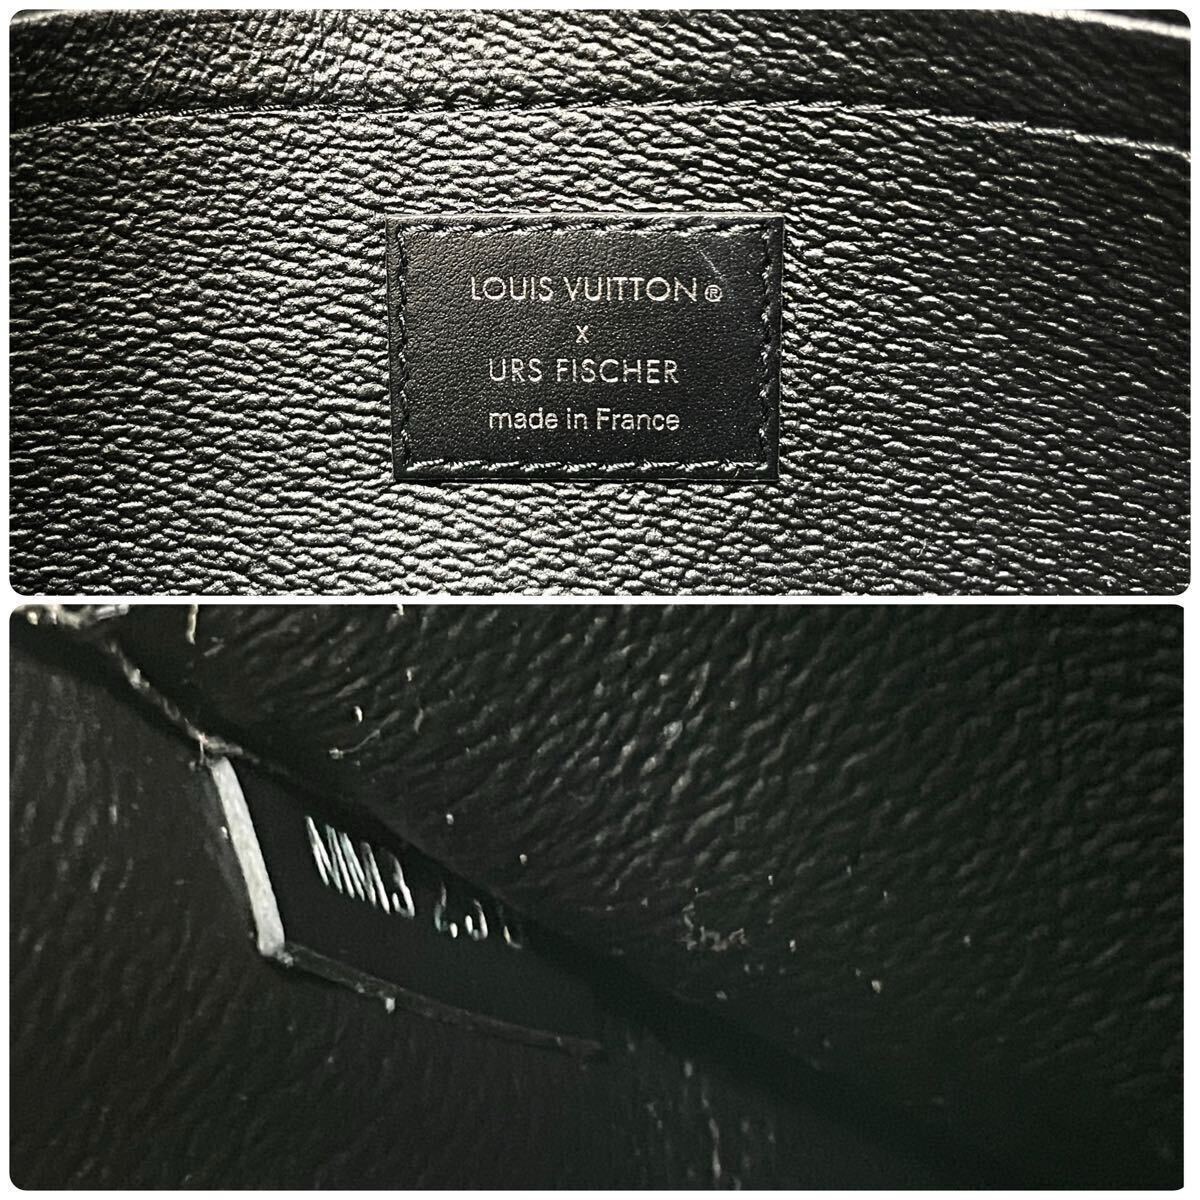 LOUIS VUITTON®
x
URS FISCHER
made in France